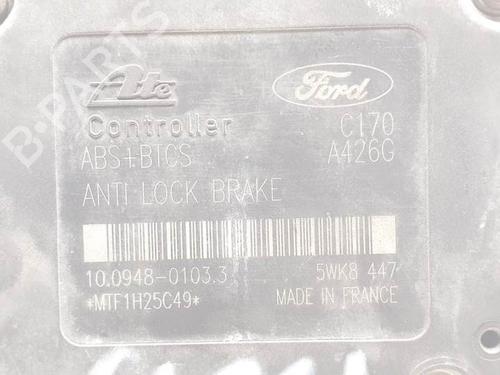 B-PARTS
Ate
Ford
Controller
C170
ABS+BTCS
A426G
ANTI LOCK BRAKE
10.0948-0103.3
5WK8 447
*MTF1H25C49*
MADE IN FRANCE